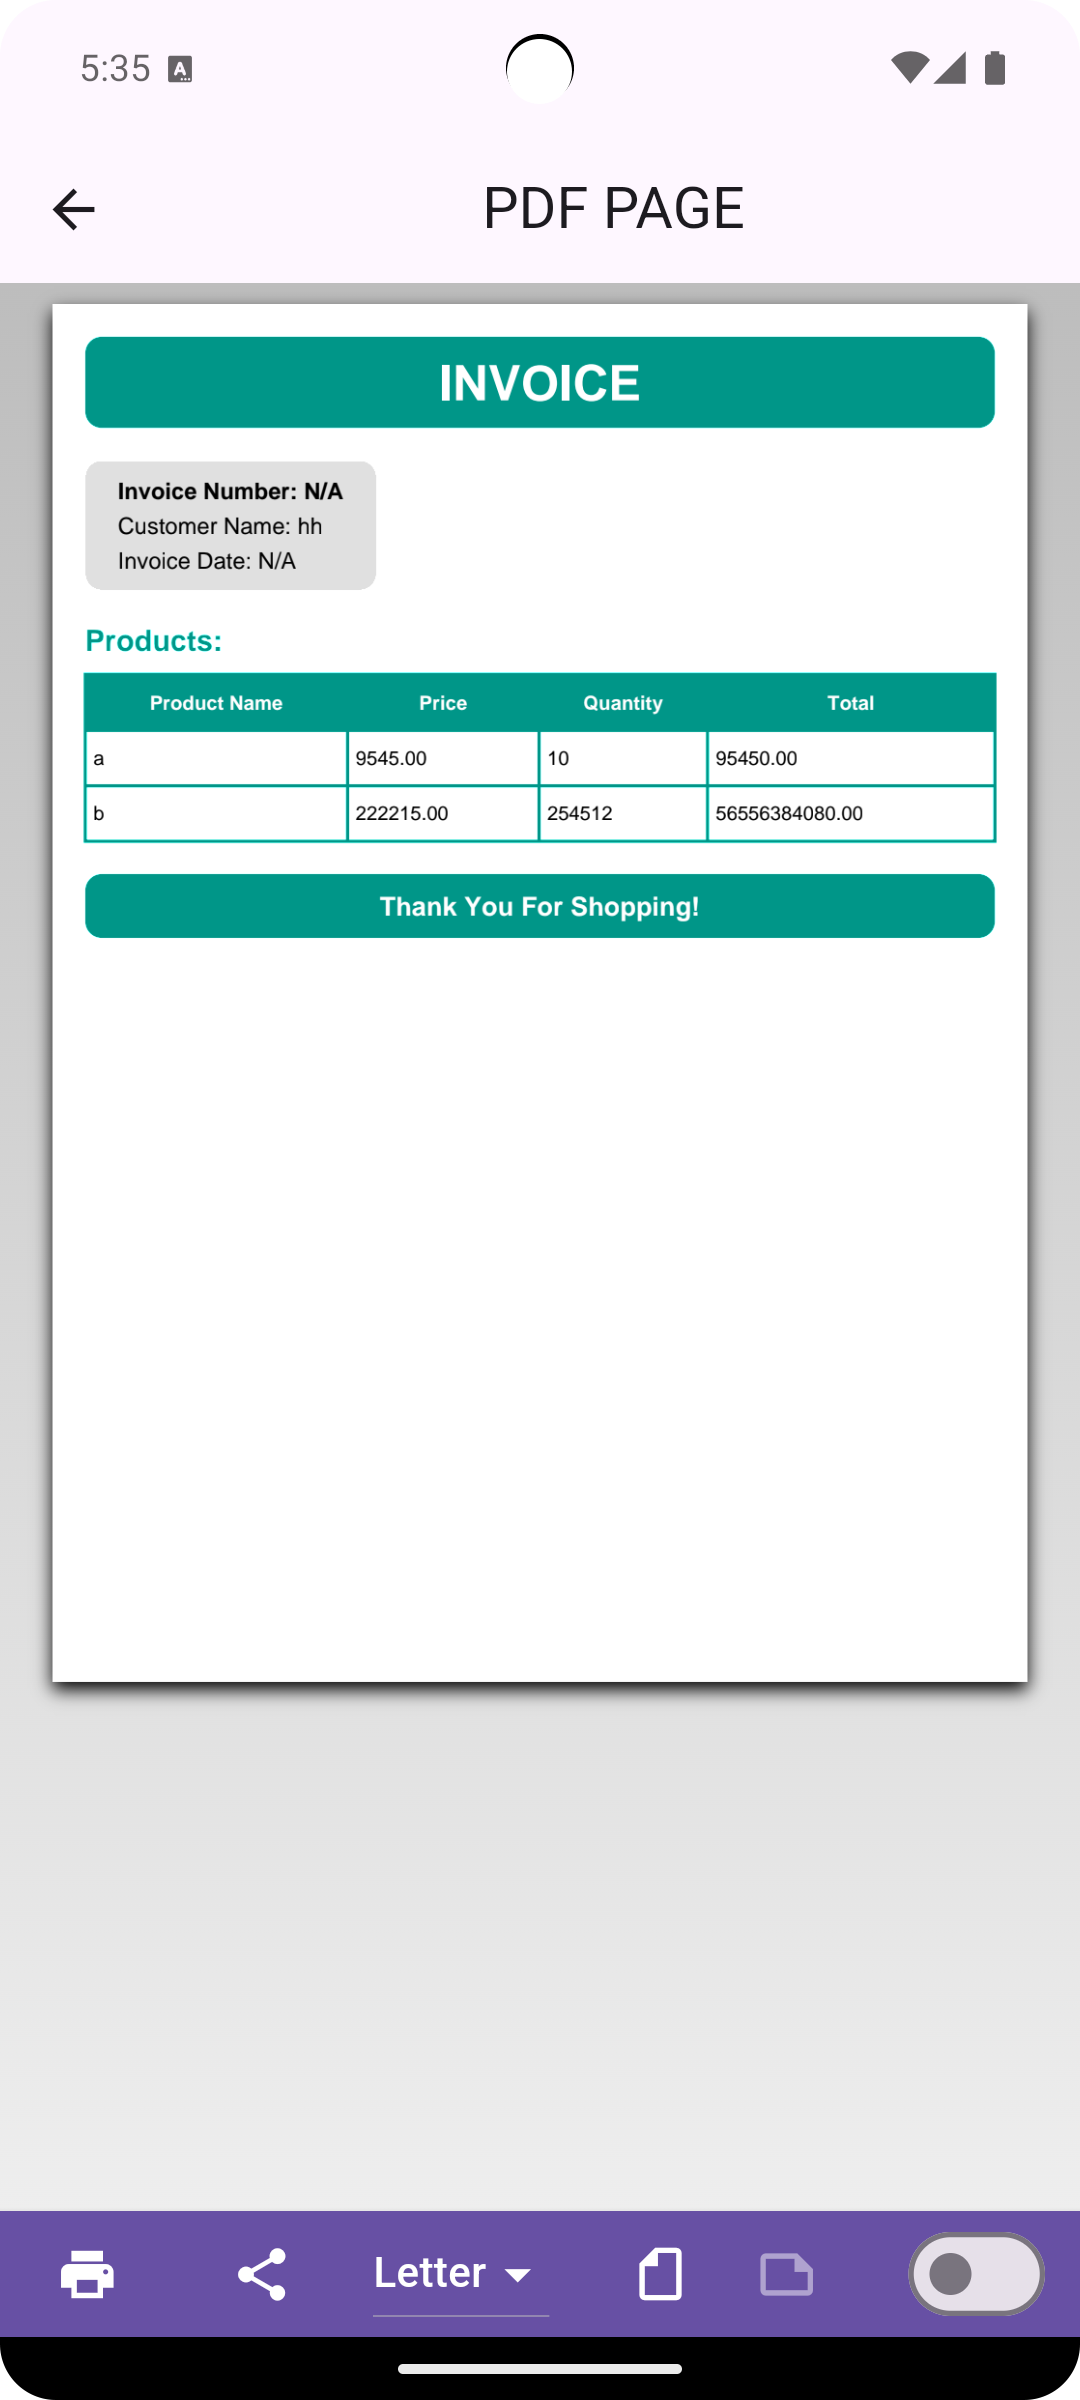 5:35
PDF PAGE
INVOICE
Invoice Number: N/A
Customer Name: hh
Invoice Date: N/A
Products:
Product Name Price Quantity Total
a 9545.00 10 95450.00
b 222215.00 254512 56556384080.00
Thank You For Shopping!
Letter